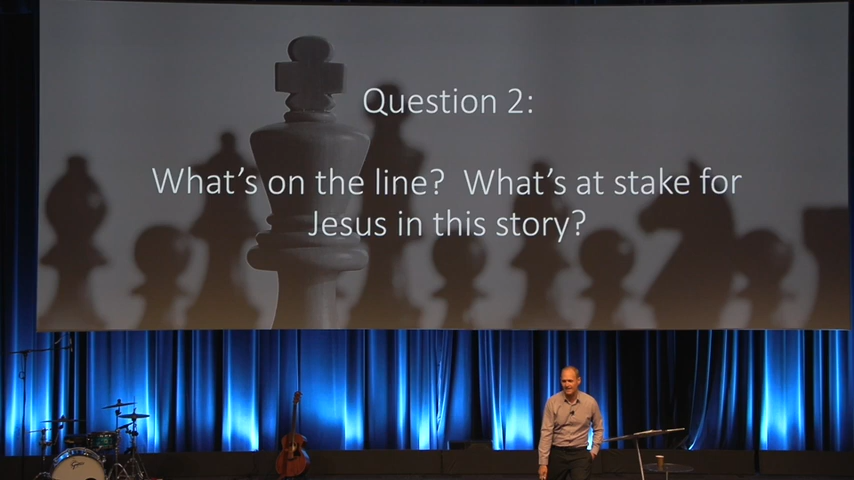 Question 2:
What's on the line?  What's at stake for
Jesus in this story?